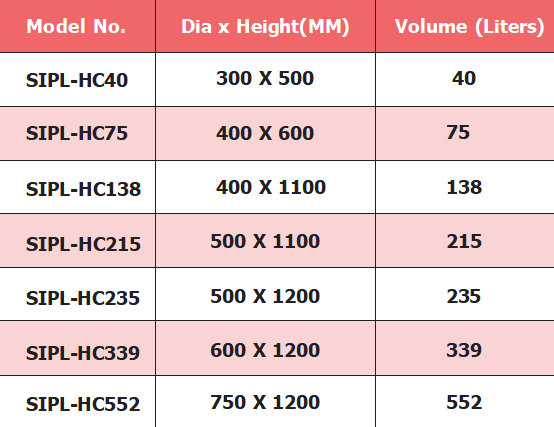 Model No. Dia x Height(MM) Volume (Liters)
SIPL-HC40 300 X 500 40
SIPL-HC75 400 X 600 75
SIPL-HC138 400 X 1100 138
SIPL-HC215 500 X 1100 215
SIPL-HC235 500 X 1200 235
SIPL-HC339 600 X 1200 339
SIPL-HC552 750 X 1200 552